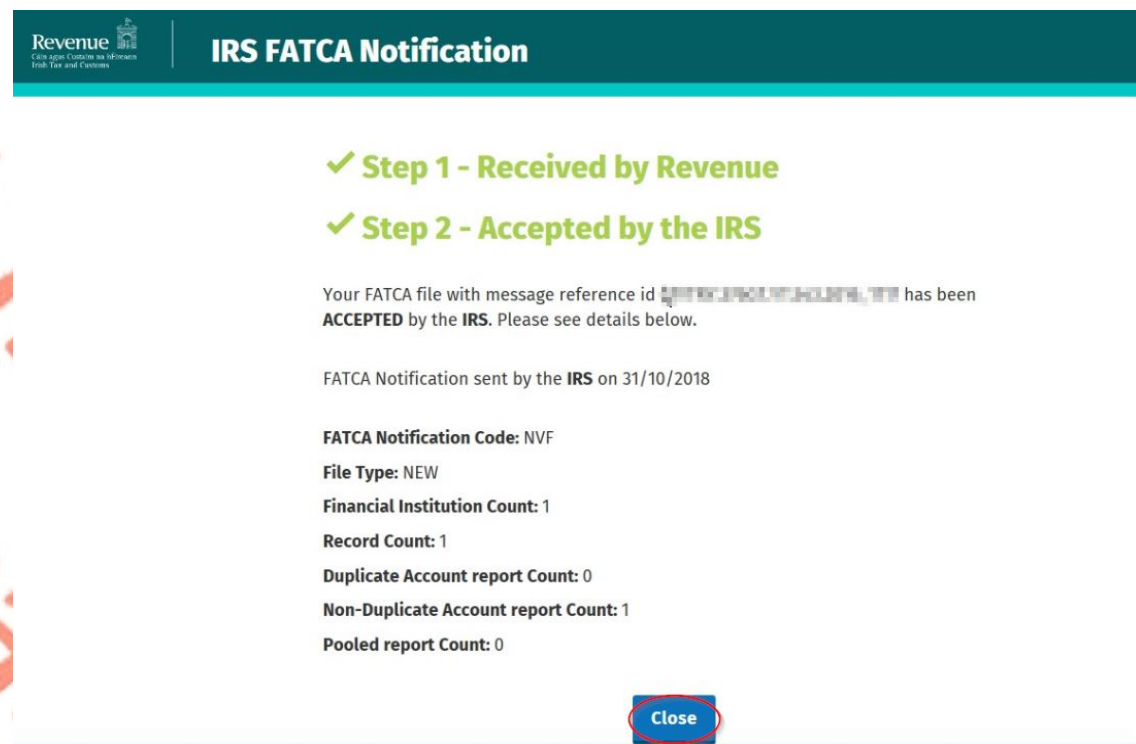 Revenue
Cáin agus Custaim na hÉireann
Irish Tax and Customs
IRS FATCA Notification
Step 1 - Received by Revenue
Step 2 - Accepted by the IRS
Your FATCA file with message reference id has been
ACCEPTED by the IRS. Please see details below.
FATCA Notification sent by the IRS on 31/10/2018
FATCA Notification Code: NVF
File Type: NEW
Financial Institution Count: 1
Record Count: 1
Duplicate Account report Count: 0
Non-Duplicate Account report Count: 1
Pooled report Count: 0
Close